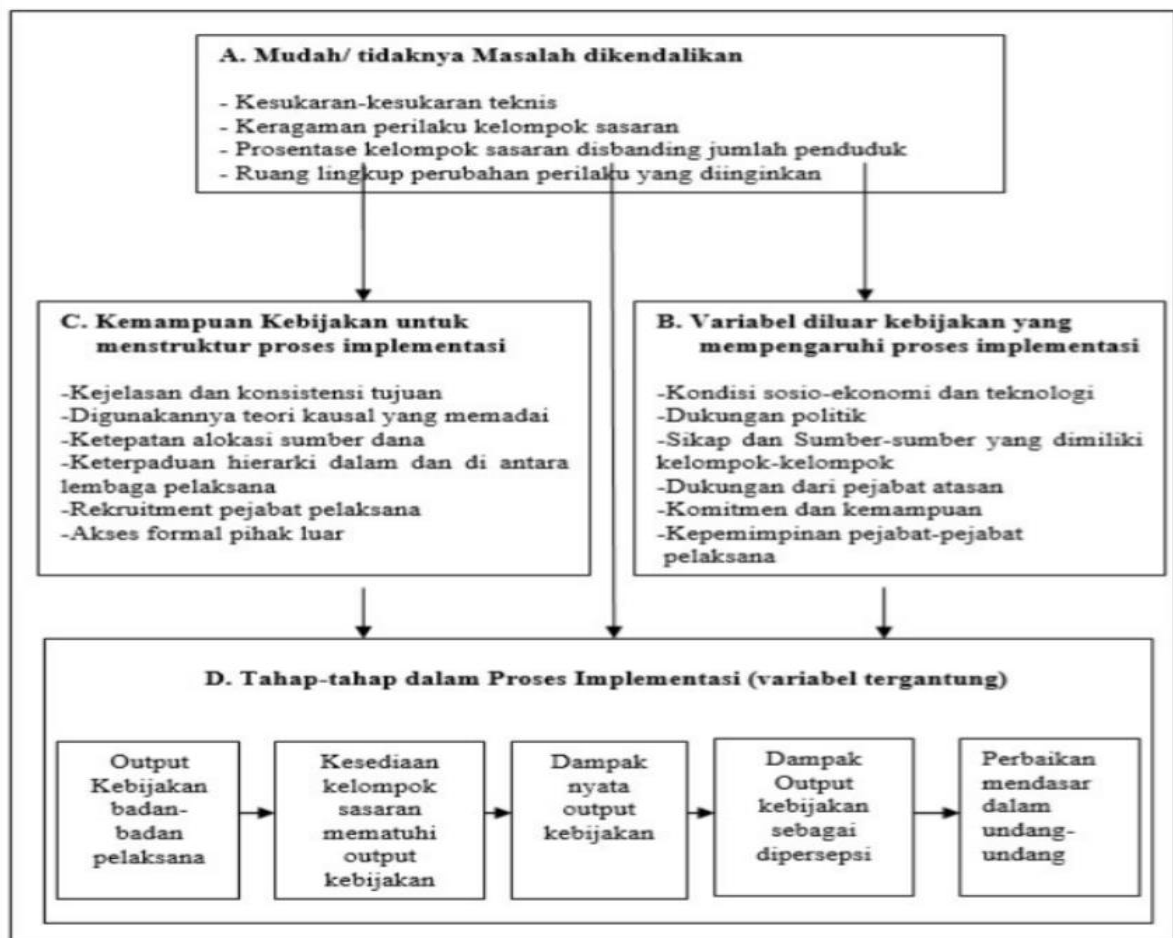 A. Mudah/ tidaknya Masalah dikendalikan
- Kesukaran-kesukaran teknis
- Keragaman perilaku kelompok sasaran
- Prosentase kelompok sasaran disbanding jumlah penduduk
- Ruang lingkup perubahan perilaku yang diinginkan
C. Kemampuan Kebijakan untuk
menstruktur proses implementasi
-Kejelasan dan konsistensi tujuan
-Digunakannya teori kausal yang memadai
-Ketepatan alokasi sumber dana
-Keterpaduan hierarki dalam dan di antara
lembaga pelaksana
-Rekruitment pejabat pelaksana
-Akses formal pihak luar
B. Variabel diluar kebijakan yang
mempengaruhi proses implementasi
-Kondisi sosio-ekonomi dan teknologi
-Dukungan politik
-Sikap dan Sumber-sumber yang dimiliki
kelompok-kelompok
-Dukungan dari pejabat atasan
-Komitmen dan kemampuan
-Kepemimpinan pejabat-pejabat
pelaksana
D. Tahap-tahap dalam Proses Implementasi (variabel tergantung)
Output
Kebijakan
badan-
badan
pelaksana
Kesediaan
kelompok
sasaran
mematuhi
output
kebijakan
Dampak
nyata
output
kebijakan
Dampak
Output
kebijakan
sebagai
dipersepsi
Perbaikan
mendasar
dalam
undang-
undang